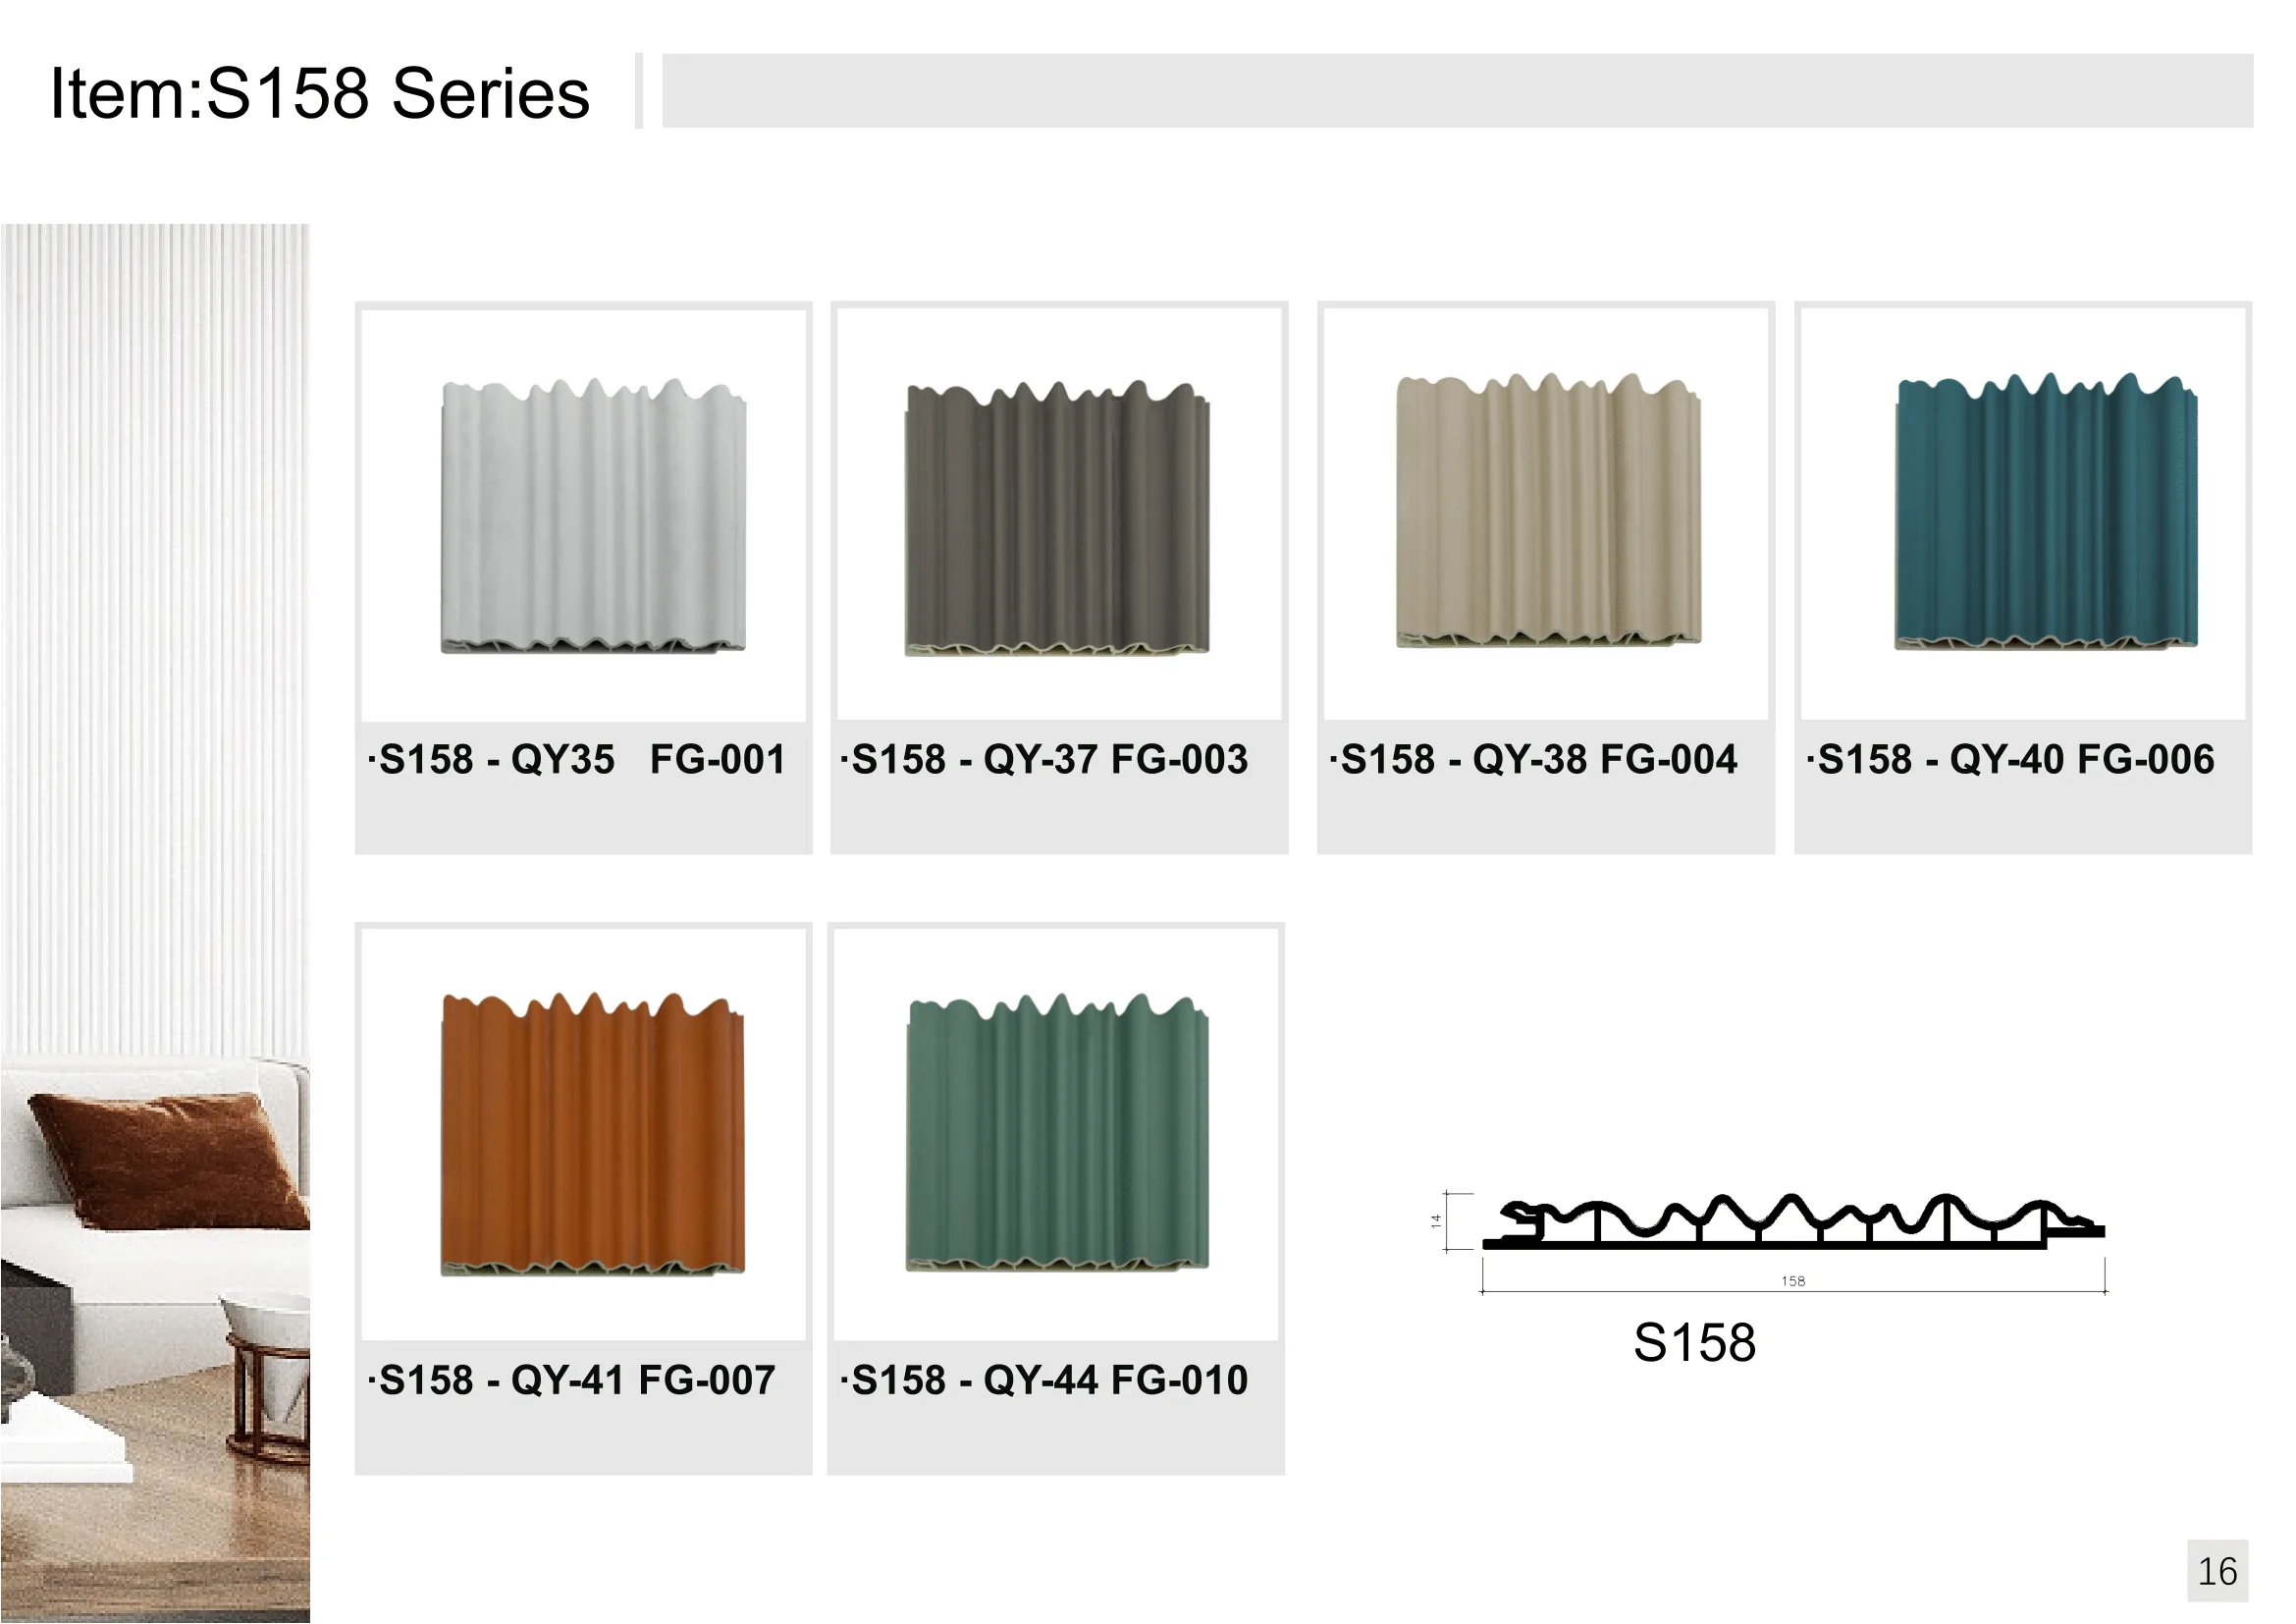 Item:S158 Series
·S158 - QY35 FG-001
·S158 - QY-37 FG-003
·S158 - QY-38 FG-004
·S158 - QY-40 FG-006
·S158 - QY-41 FG-007
·S158 - QY-44 FG-010
14
158
S158
16